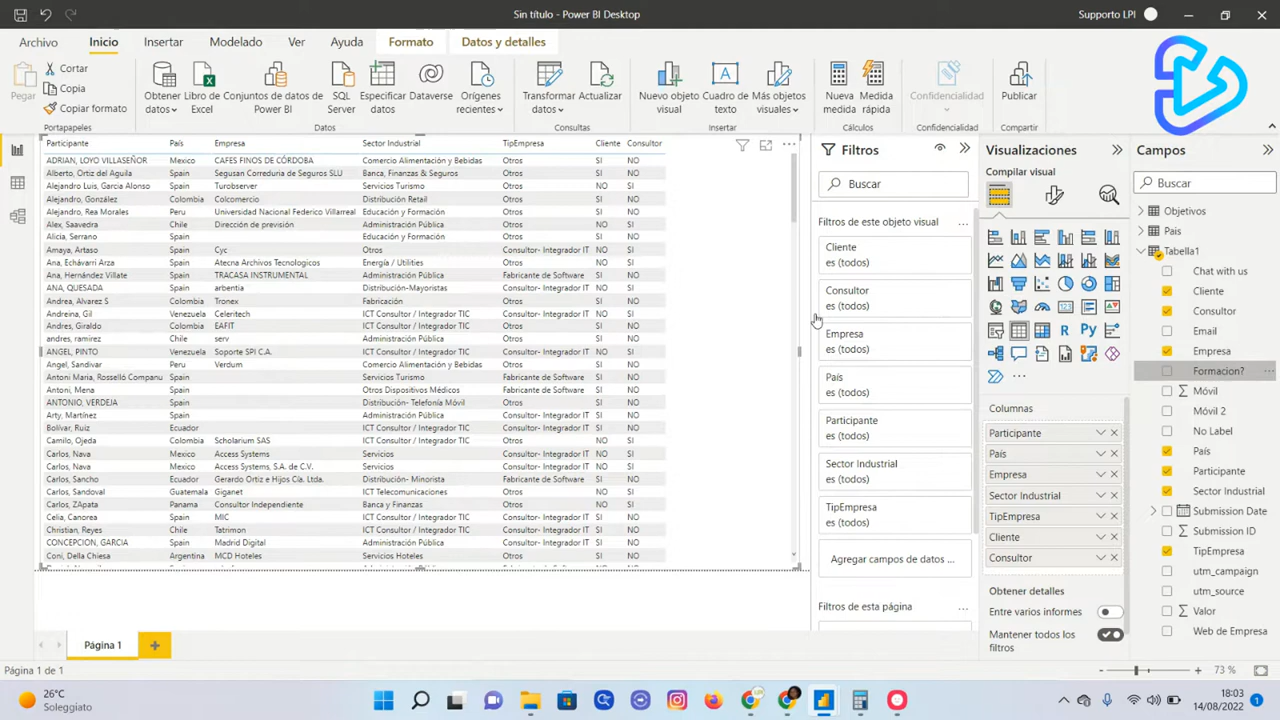 Sin título - Power BI Desktop
Supporto LPI
Archivo Inicio Insertar Modelado Ver Ayuda Formato Datos y detalles
Pegar
Cortar
Copia
Copiar formato
Portapapeles
Obtener datos
Libro de Excel
Conjuntos de datos de Power BI
SQL Server
Especificar datos
Dataverse
Orígenes recientes
Datos
Transformar datos
Actualizar
Consultas
Nuevo objeto visual
Cuadro de texto
Más objetos visuales
Insertar
Nueva medida
Medida rápida
Cálculos
Confidencialidad
Confidencialidad
Publicar
Compartir
Participante País Empresa Sector Industrial TipEmpresa Cliente Consultor
ADRIAN, LOYO VILLASEÑOR Mexico CAFES FINOS DE CÓRDOBA Comercio Alimentación y Bebidas Otros SI NO
Alberto, Ortiz del Aguila Spain Segusan Correduria de Seguros SLU Banca, Finanzas & Seguros Otros SI NO
Alejandro Luis, Garcia Alonso Spain Turobserver Servicios Turismo Otros NO SI
Alejandro, González Colombia Colcomercio Distribución Retail Otros SI NO
Alejandro, Rea Morales Peru Universidad Nacional Federico Villarreal Educación y Formación Otros SI NO
Alex, Saavedra Chile Dirección de previsión Administración Pública Otros NO SI
Alicia, Serrano Spain Educación y Formación Otros SI NO
Amaya, Artaso Spain Cyc Otros Consultor- Integrador IT NO SI
Ana, Echávarri Arza Spain Atecna Archivos Tecnologicos Energía / Utilities Otros NO SI
Ana, Hernández Villate Spain TRACASA INSTRUMENTAL Administración Pública Fabricante de Software SI NO
ANA, QUESADA Spain arbentia Distribución-Mayoristas Consultor- Integrador IT SI NO
Andrea, Alvarez S Colombia Tronex Fabricación Otros SI NO
Andreina, Gil Venezuela Celeritech ICT Consultor / Integrador TIC Consultor- Integrador IT SI NO
Andres, Giraldo Colombia EAFIT ICT Consultor / Integrador TIC Otros SI NO
andres, ramirez Chile serv Administración Pública Otros SI NO
ANGEL, PINTO Venezuela Soporte SPI C.A. ICT Consultor / Integrador TIC Consultor- Integrador IT SI NO
Angel, Sandivar Peru Verdum Comercio Alimentación y Bebidas Otros SI NO
Antoni Maria, Rosselló Companu Spain Servicios Turismo Fabricante de Software SI NO
Antoni, Mena Spain Otros Dispositivos Médicos Fabricante de Software SI NO
ANTONIO, VERDEJA Spain Distribución- Telefonía Móvil Otros SI NO
Arty, Martínez Spain Administración Pública Consultor- Integrador IT SI NO
Bolívar, Ruiz Ecuador ICT Consultor / Integrador TIC Consultor- Integrador IT SI NO
Camilo, Ojeda Colombia Scholarium SAS ICT Consultor / Integrador TIC Otros NO SI
Carlos, Nava Mexico Access Systems Servicios Consultor- Integrador IT NO SI
Carlos, Nava Mexico Access Systems, S.A. de C.V. Servicios Consultor- Integrador IT NO SI
Carlos, Sancho Ecuador Gerardo Ortiz e Hijos Cía. Ltda. Distribución- Minorista Fabricante de Software SI NO
Carlos, Sandoval Guatemala Giganet ICT Telecomunicaciones Otros NO SI
Carlos, ZApata Panama Consultor Independiente Banca y Finanzas Otros NO SI
Celia, Canorea Spain MIC ICT Consultor / Integrador TIC Consultor- Integrador IT SI NO
Christian, Reyes Chile Tatrimon ICT Consultor / Integrador TIC Consultor- Integrador IT SI NO
CONCEPCION, GARCIA Spain Madrid Digital Administración Pública Consultor- Integrador IT SI NO
Coni, Della Chiesa Argentina MCD Hoteles Servicios Hoteles Otros SI NO
Filtros
Buscar
Filtros de este objeto visual
Cliente
es (todos)
Consultor
es (todos)
Empresa
es (todos)
País
es (todos)
Participante
es (todos)
Sector Industrial
es (todos)
TipEmpresa
es (todos)
Agregar campos de datos ...
Filtros de esta página
Visualizaciones
Compilar visual
R Py
Columnas
Participante
País
Empresa
Sector Industrial
TipEmpresa
Cliente
Consultor
Obtener detalles
Entre varios informes
Mantener todos los filtros
Campos
Buscar
Objetivos
Pais
Tabella1
Chat with us
Cliente
Consultor
Email
Empresa
Formacion?
Móvil
Móvil 2
No Label
País
Participante
Sector Industrial
Submission Date
Submission ID
TipEmpresa
utm_campaign
utm_source
Valor
Web de Empresa
Página 1
Página 1 de 1
73 %
26°C
Soleggiato
18:03
14/08/2022